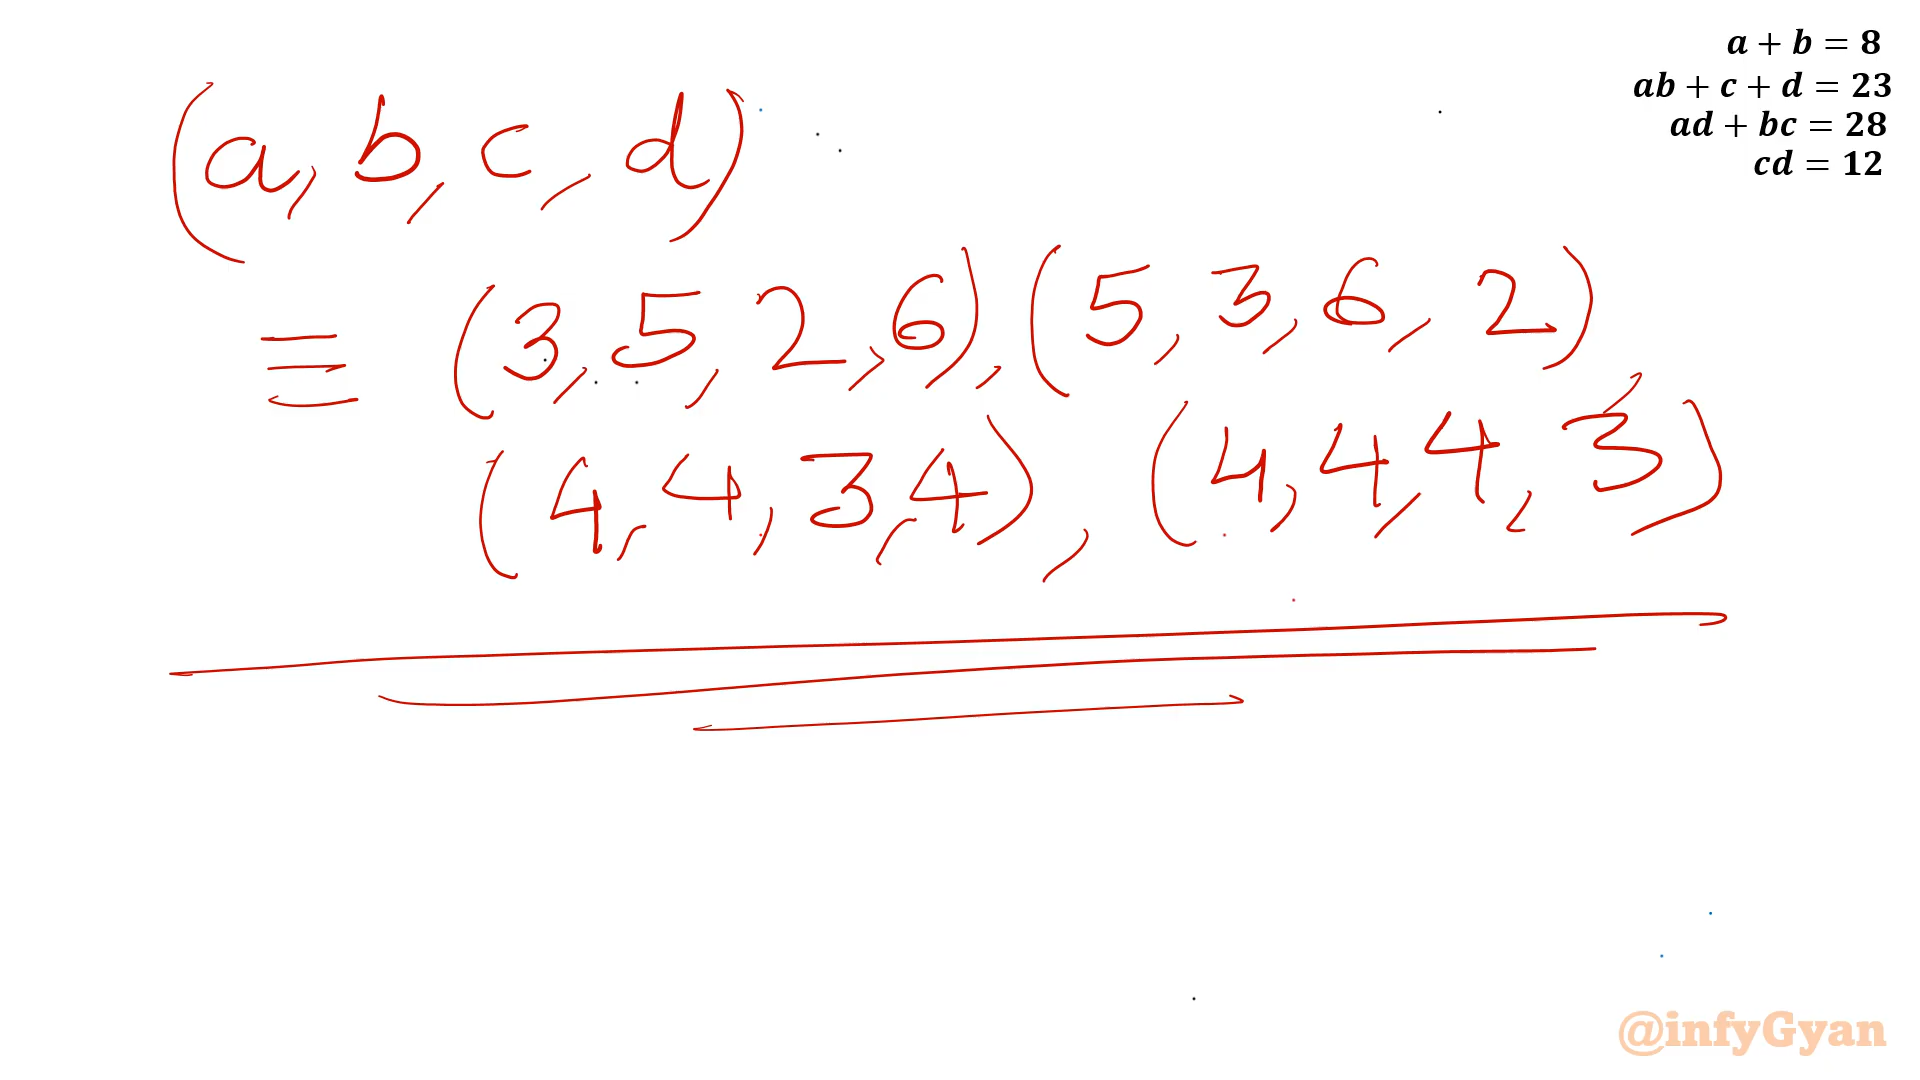 a + b = 8
ab + c + d = 23
ad + bc = 28
cd = 12
(a, b, c, d)
≡ (3, 5, 2, 6), (5, 3, 6, 2),
(4, 4, 3, 4), (4, 4, 4, 3)
@infyGyan